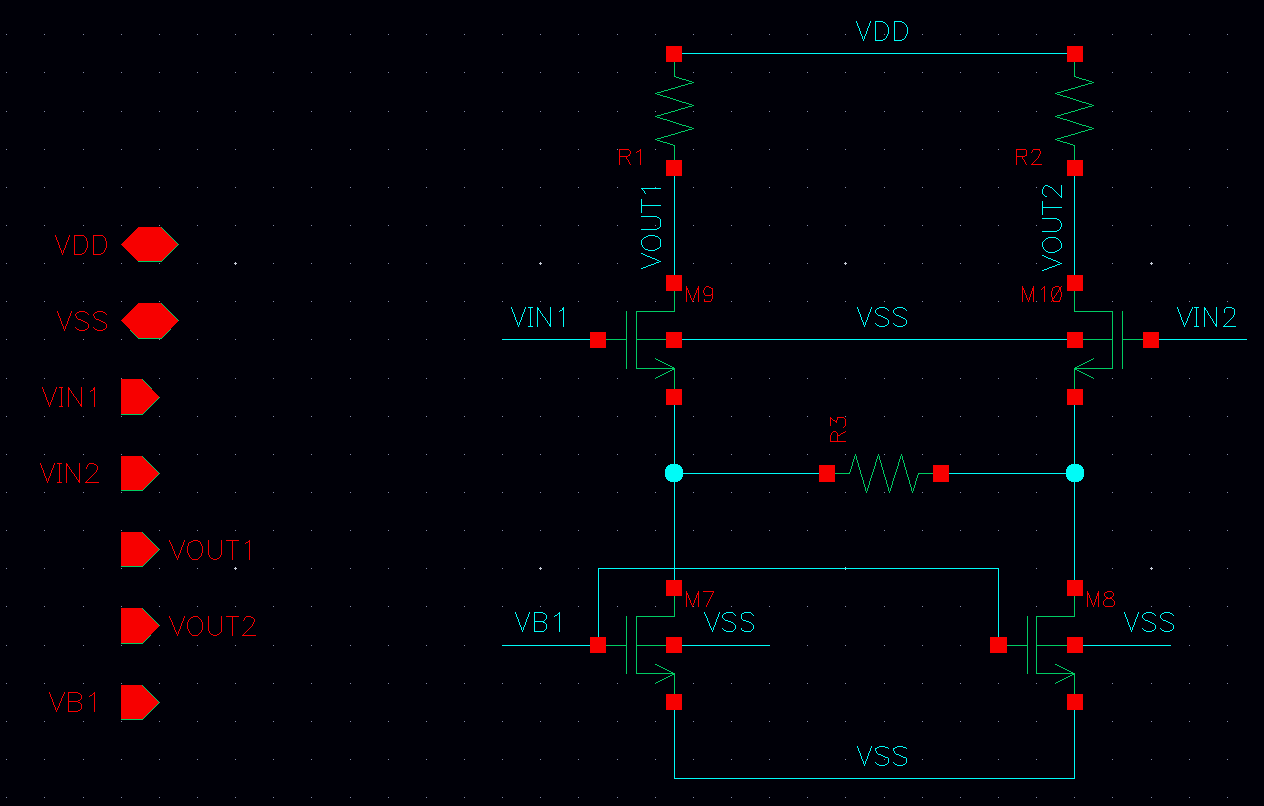 VDD
R1
R2
VOUT1
VOUT2
VDD
M9
M10
VIN1
VSS
VIN2
VSS
VIN1
R3
VIN2
VOUT1
M7
M8
VB1
VSS
VSS
VOUT2
VB1
VSS